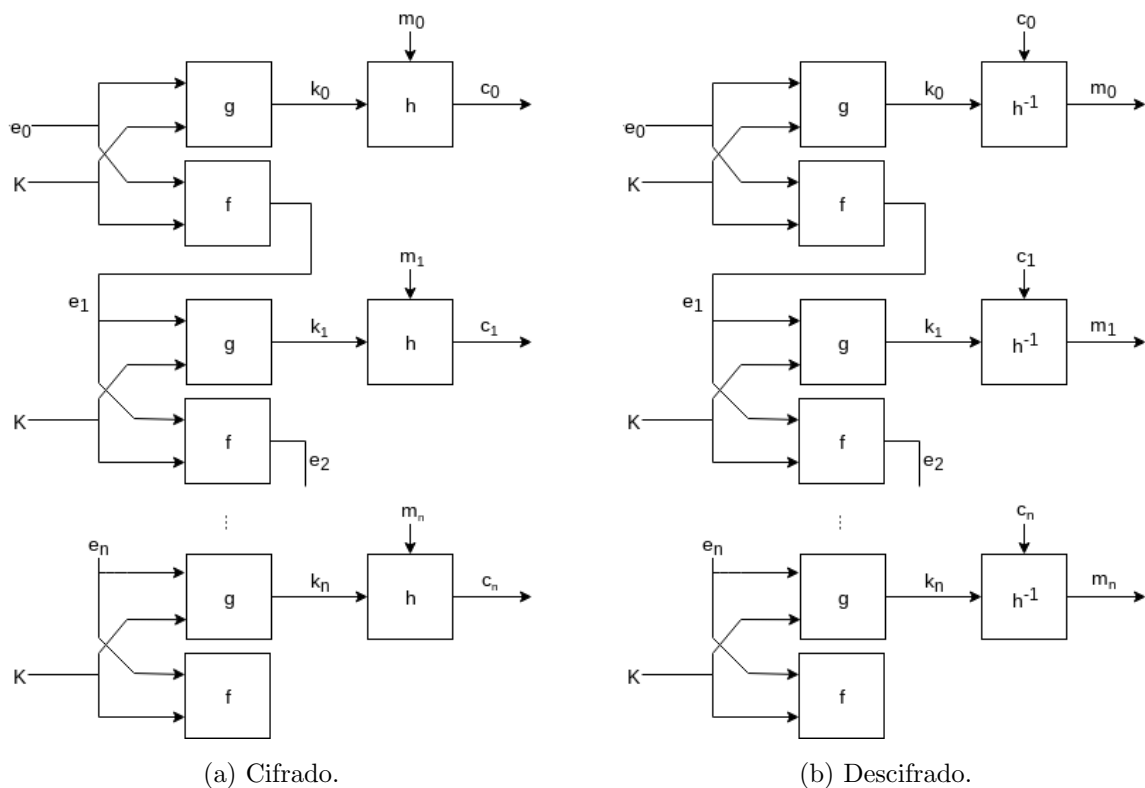 m₀
c₀
g
k₀
h
c₀
e₀
K
f
g
k₀
h⁻¹
m₀
e₀
K
f
m₁
e₁
g
k₁
h
c₁
K
f
e₂
c₁
e₁
g
k₁
h⁻¹
m₁
K
f
e₂
⋮
mₙ
eₙ
g
kₙ
h
cₙ
K
f
⋮
cₙ
eₙ
g
kₙ
h⁻¹
mₙ
K
f
(a) Cifrado.
(b) Descifrado.